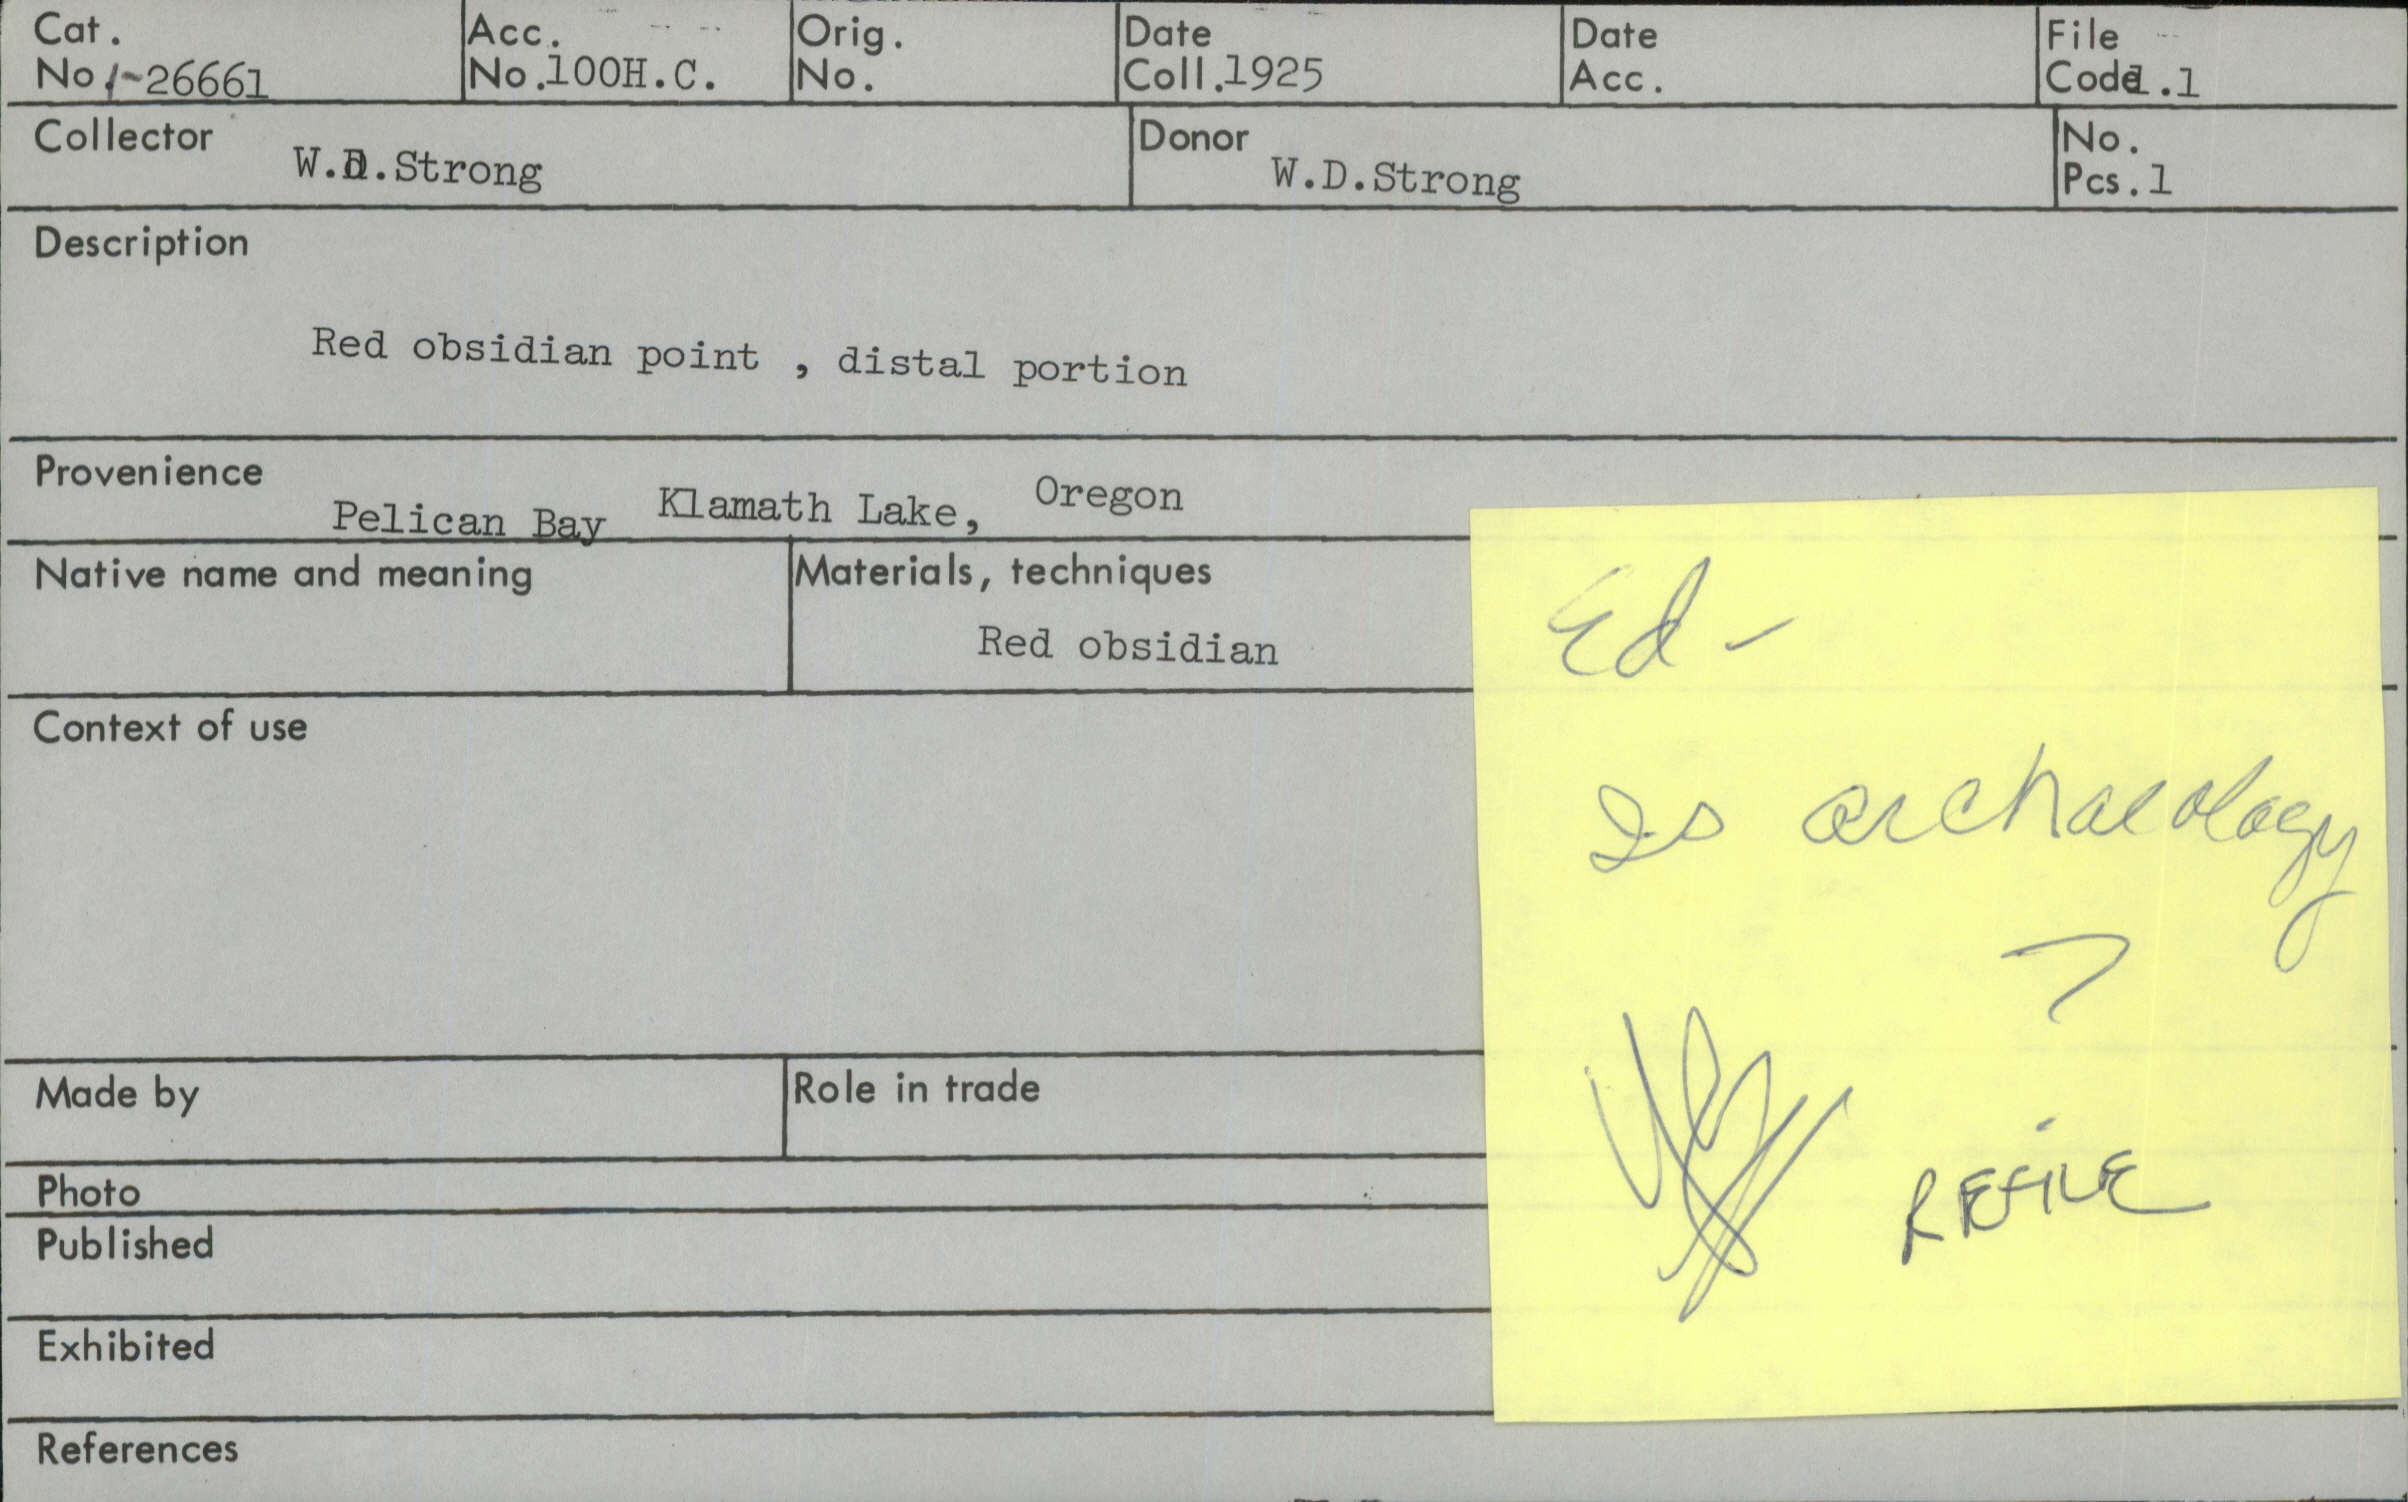 Cat. No. 1-26661
Acc. No. 100H.C.
Orig. No.
Date Coll. 1925
Date Acc.
File Code 1.1
Collector W.D.Strong
Donor W.D.Strong
No. Pcs. 1
Description
Red obsidian point , distal portion
Provenience
Pelican Bay Klamath Lake, Oregon
Native name and meaning
Materials, techniques
Red obsidian
Context of use
Made by
Role in trade
Photo
Published
Exhibited
References
Ed -
Is archaeology
?
REFILE